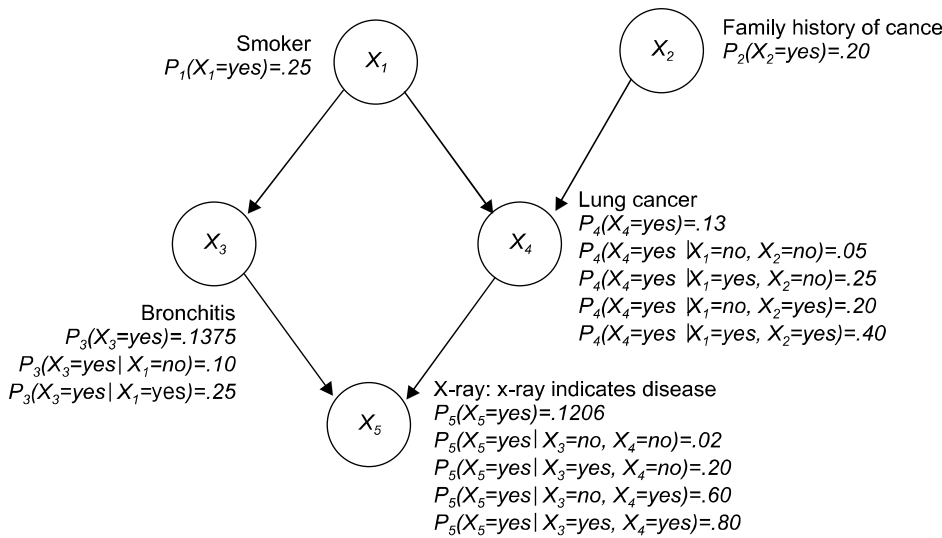 Smoker
P1(X1=yes)=.25
X1
X2
Family history of cance
P2(X2=yes)=.20
X3
X4
Lung cancer
P4(X4=yes)=.13
P4(X4=yes |X1=no, X2=no)=.05
P4(X4=yes |X1=yes, X2=no)=.25
P4(X4=yes |X1=no, X2=yes)=.20
P4(X4=yes |X1=yes, X2=yes)=.40
Bronchitis
P3(X3=yes)=.1375
P3(X3=yes| X1=no)=.10
P3(X3=yes| X1=yes)=.25
X5
X-ray: x-ray indicates disease
P5(X5=yes)=.1206
P5(X5=yes| X3=no, X4=no)=.02
P5(X5=yes| X3=yes, X4=no)=.20
P5(X5=yes| X3=no, X4=yes)=.60
P5(X5=yes| X3=yes, X4=yes)=.80